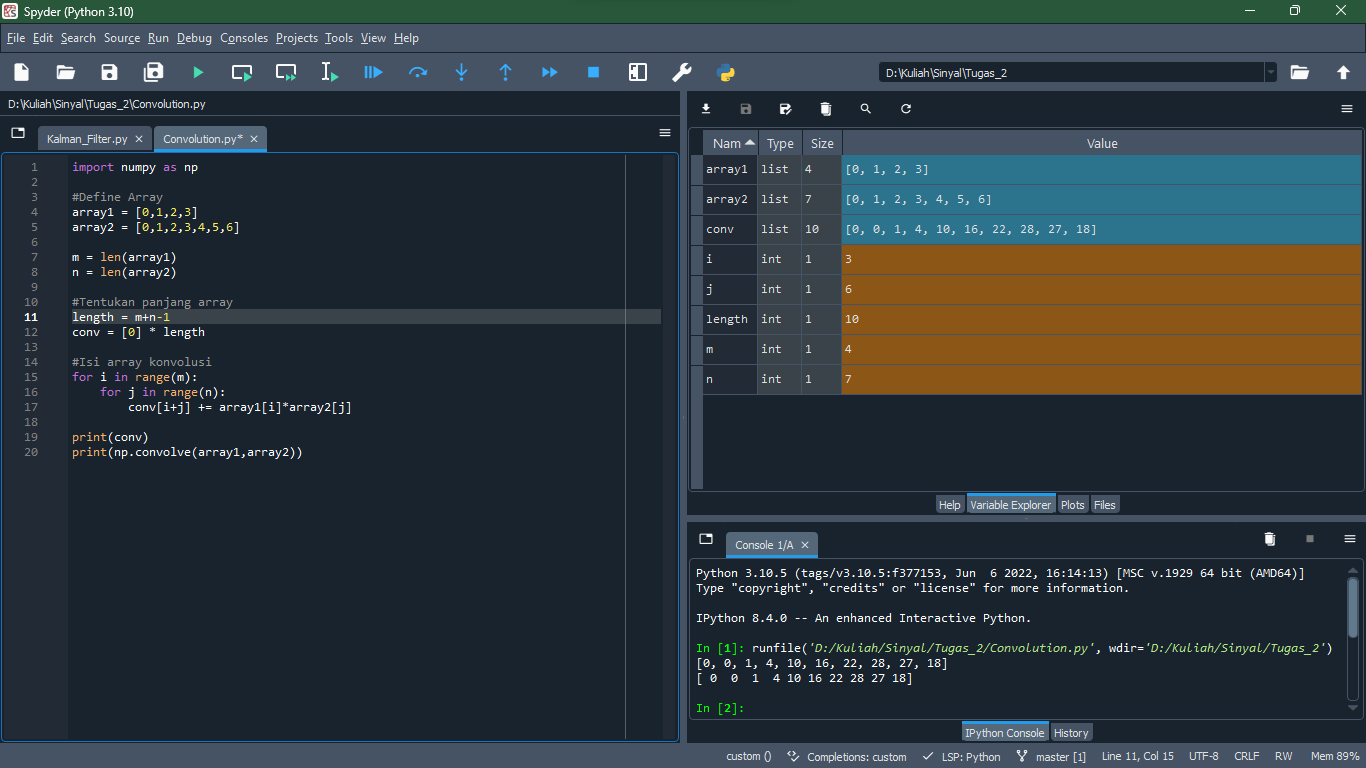 Spyder (Python 3.10)
File Edit Search Source Run Debug Consoles Projects Tools View Help
D:\Kuliah\Sinyal\Tugas_2
D:\Kuliah\Sinyal\Tugas_2\Convolution.py
Kalman_Filter.py
Convolution.py*
1 import numpy as np
2
3 #Define Array
4 array1 = [0,1,2,3]
5 array2 = [0,1,2,3,4,5,6]
6
7 m = len(array1)
8 n = len(array2)
9
10 #Tentukan panjang array
11 length = m+n-1
12 conv = [0] * length
13
14 #Isi array konvolusi
15 for i in range(m):
16     for j in range(n):
17         conv[i+j] += array1[i]*array2[j]
18
19 print(conv)
20 print(np.convolve(array1,array2))
Nam Type Size Value
array1 list 4 [0, 1, 2, 3]
array2 list 7 [0, 1, 2, 3, 4, 5, 6]
conv list 10 [0, 0, 1, 4, 10, 16, 22, 28, 27, 18]
i int 1 3
j int 1 6
length int 1 10
m int 1 4
n int 1 7
Help Variable Explorer Plots Files
Console 1/A
Python 3.10.5 (tags/v3.10.5:f377153, Jun  6 2022, 16:14:13) [MSC v.1929 64 bit (AMD64)]
Type "copyright", "credits" or "license" for more information.
IPython 8.4.0 -- An enhanced Interactive Python.
In [1]: runfile('D:/Kuliah/Sinyal/Tugas_2/Convolution.py', wdir='D:/Kuliah/Sinyal/Tugas_2')
[0, 0, 1, 4, 10, 16, 22, 28, 27, 18]
[ 0  0  1  4 10 16 22 28 27 18]
In [2]:
IPython Console History
custom () Completions: custom LSP: Python master [1] Line 11, Col 15 UTF-8 CRLF RW Mem 89%